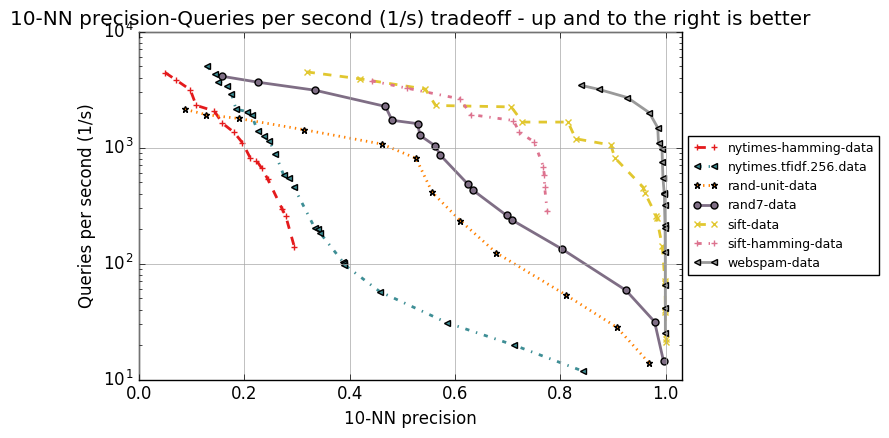 10-NN precision-Queries per second (1/s) tradeoff - up and to the right is better
10⁴
10³
10²
10¹
Queries per second (1/s)
0.0 0.2 0.4 0.6 0.8 1.0
10-NN precision
nytimes-hamming-data
nytimes.tfidf.256.data
rand-unit-data
rand7-data
sift-data
sift-hamming-data
webspam-data